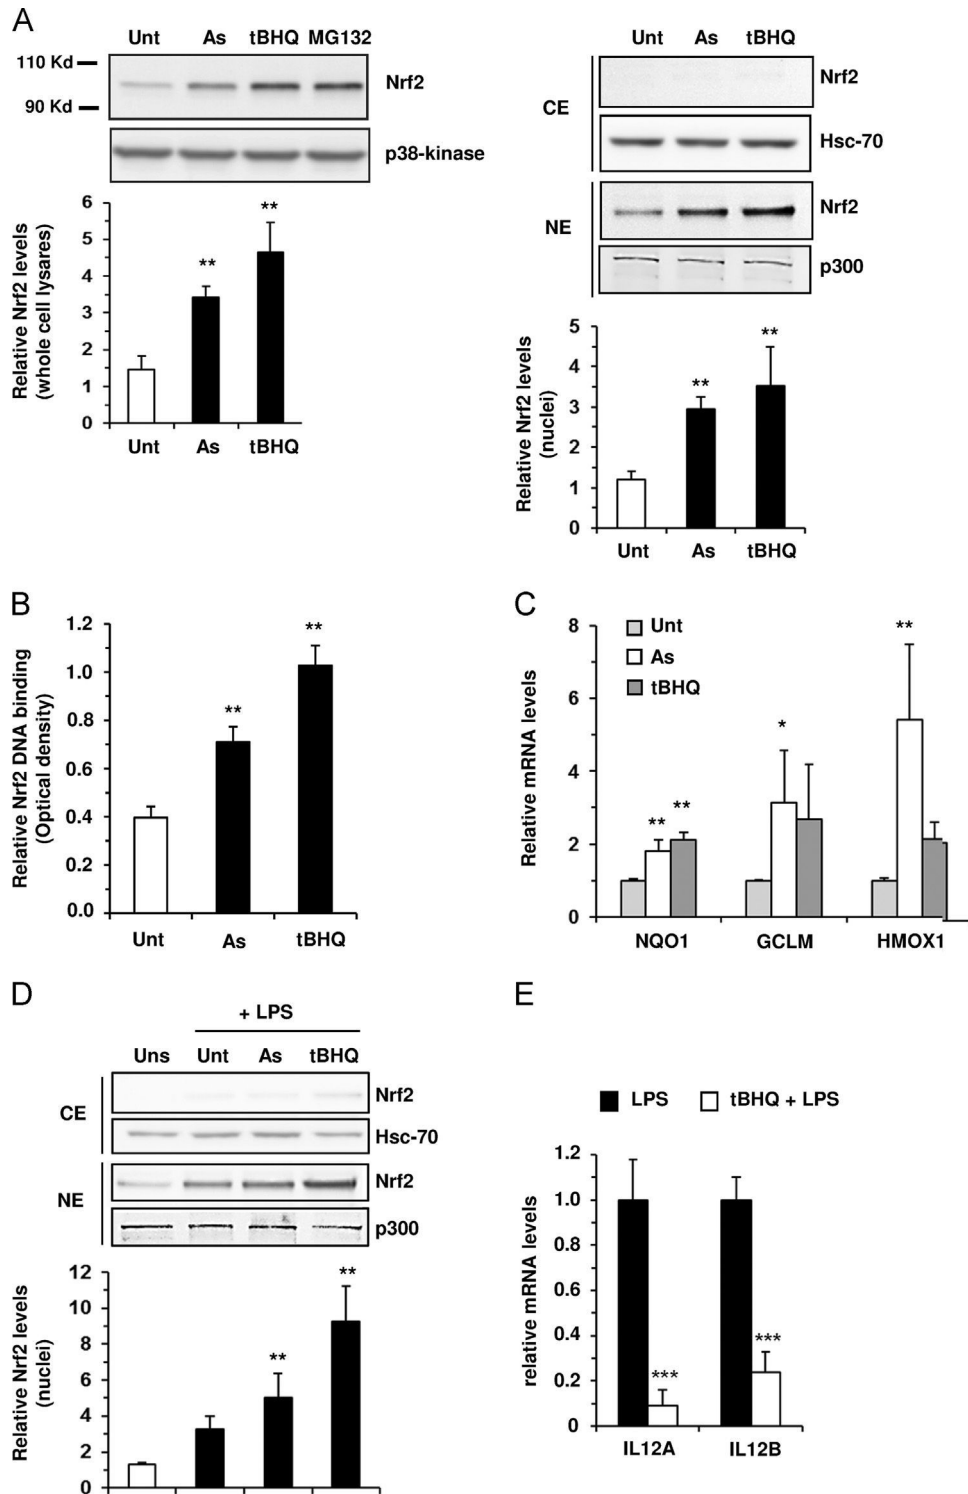 A
Unt As tBHQ MG132
110 Kd
90 Kd
Nrf2
p38-kinase
Relative Nrf2 levels
(whole cell lysares)
6
5
4
3
2
1
0
**
**
Unt As tBHQ
Unt As tBHQ
CE
Nrf2
Hsc-70
NE
Nrf2
p300
Relative Nrf2 levels
(nuclei)
5
4
3
2
1
0
**
**
Unt As tBHQ
B
Relative Nrf2 DNA binding
(Optical density)
1.2
1.0
0.8
0.6
0.4
0.2
0.0
**
**
Unt As tBHQ
C
Unt
As
tBHQ
Relative mRNA levels
8
6
4
2
0
** ** * **
NQO1 GCLM HMOX1
D
+ LPS
Uns Unt As tBHQ
CE
Nrf2
Hsc-70
NE
Nrf2
p300
Relative Nrf2 levels
(nuclei)
12
10
8
6
4
2
0
**
**
E
LPS tBHQ + LPS
relative mRNA levels
1.2
1.0
0.8
0.6
0.4
0.2
0
***
***
IL12A IL12B